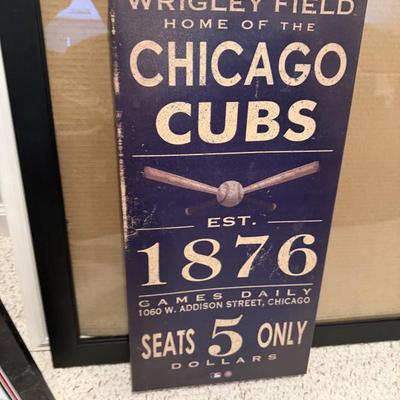 WRIGLEY FIELD
HOME OF THE
CHICAGO
CUBS
EST.
1876
GAMES DAILY
1060 W. ADDISON STREET, CHICAGO
SEATS 5 ONLY
DOLLARS